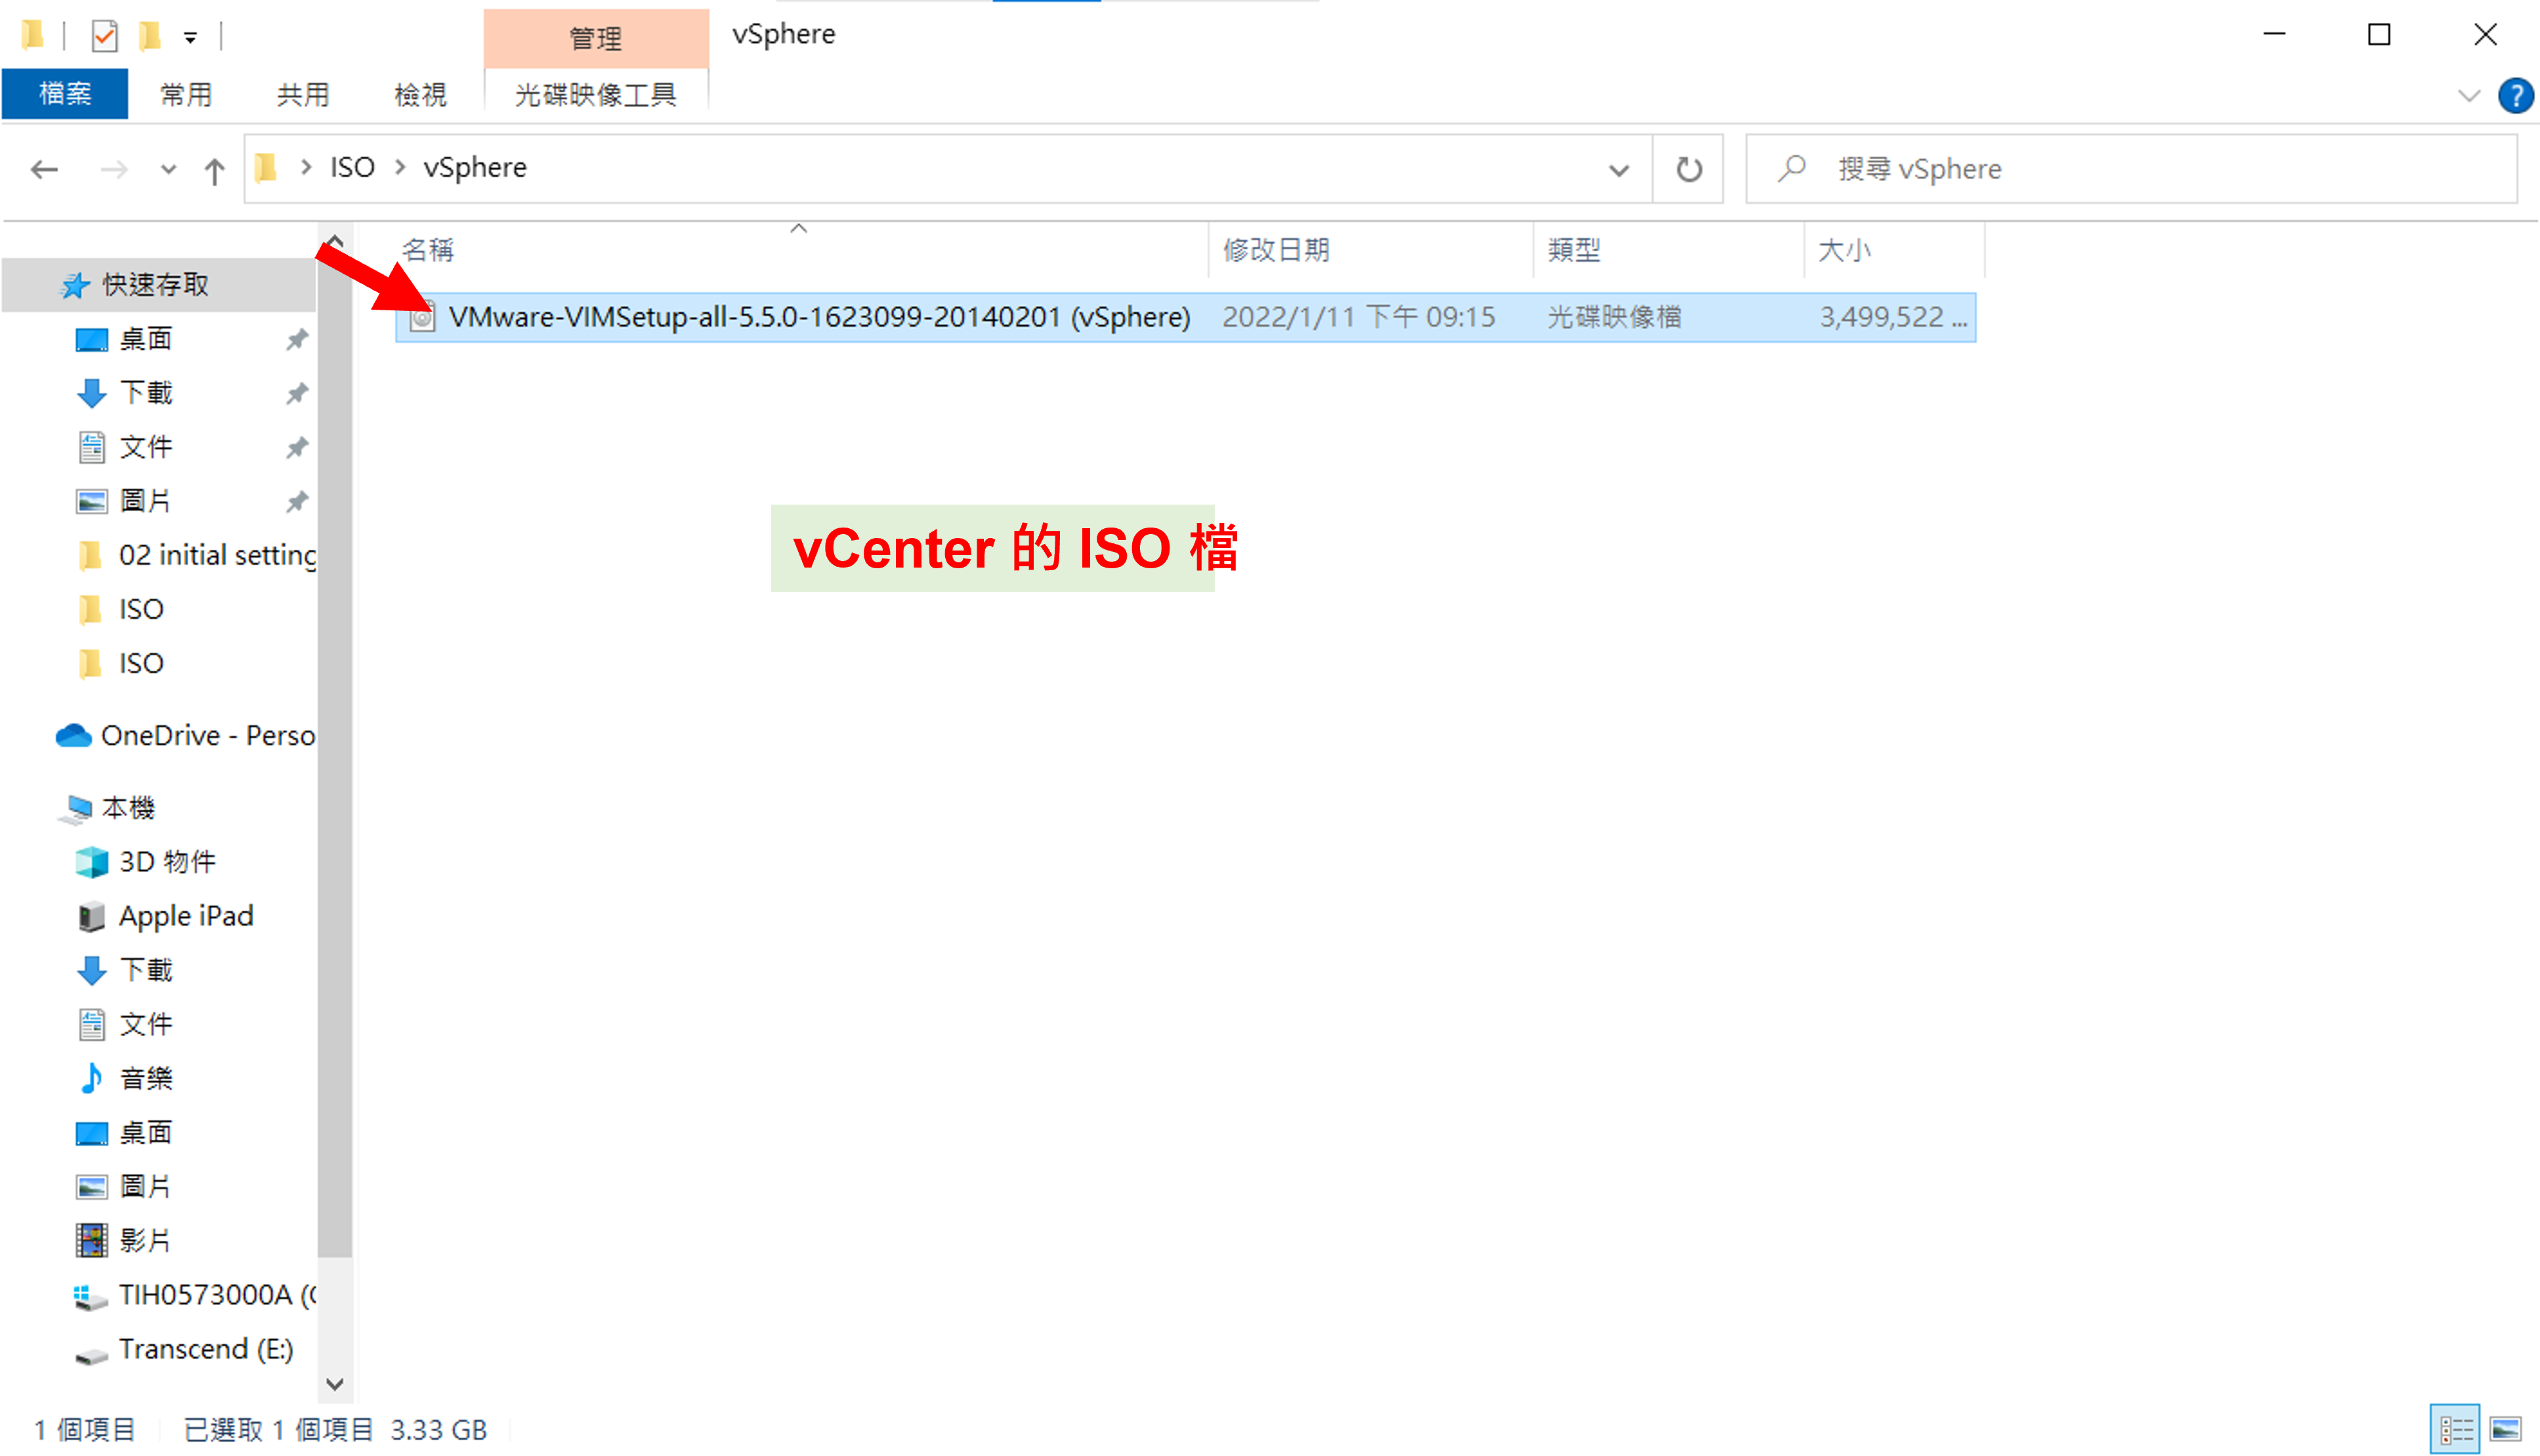 管理
vSphere
檔案
常用
共用
檢視
光碟映像工具
?
ISO
vSphere
搜尋 vSphere
名稱
修改日期
類型
大小
快速存取
VMware-VIMSetup-all-5.5.0-1623099-20140201 (vSphere)
2022/1/11 下午 09:15
光碟映像檔
3,499,522 ...
桌面
下載
文件
圖片
02 initial setting
ISO
ISO
vCenter 的 ISO 檔
OneDrive - Perso
本機
3D 物件
Apple iPad
下載
文件
音樂
桌面
圖片
影片
TIH0573000A (C
Transcend (E:)
1 個項目
已選取 1 個項目 3.33 GB